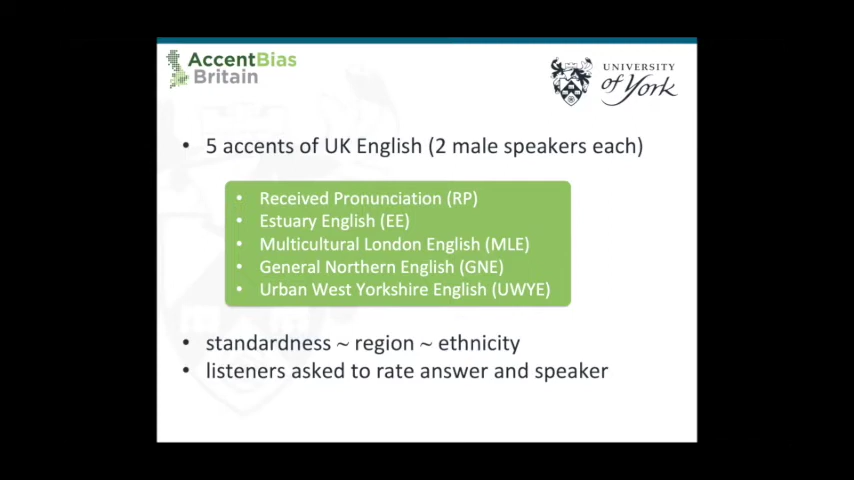 AccentBias
Britain
UNIVERSITY
of York
• 5 accents of UK English (2 male speakers each)
• Received Pronunciation (RP)
• Estuary English (EE)
• Multicultural London English (MLE)
• General Northern English (GNE)
• Urban West Yorkshire English (UWYE)
• standardness ~ region ~ ethnicity
• listeners asked to rate answer and speaker